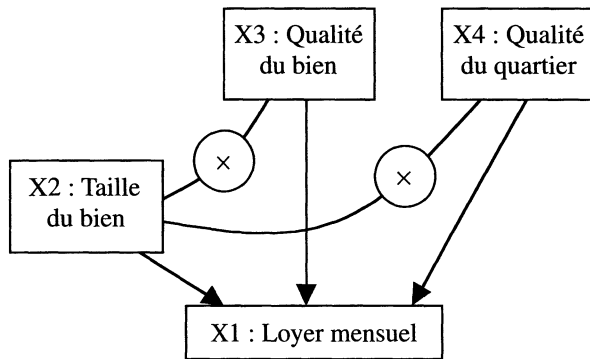 X3 : Qualité
du bien
X4 : Qualité
du quartier
×
×
X2 : Taille
du bien
X1 : Loyer mensuel